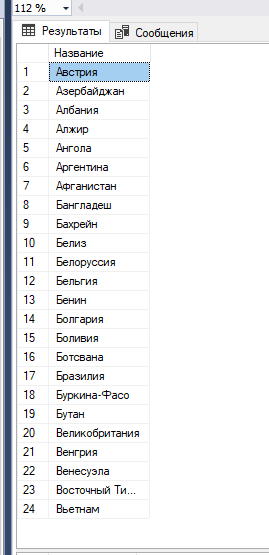 112 %
Результаты Сообщения
Название
1 Австрия
2 Азербайджан
3 Албания
4 Алжир
5 Ангола
6 Аргентина
7 Афганистан
8 Бангладеш
9 Бахрейн
10 Белиз
11 Белоруссия
12 Бельгия
13 Бенин
14 Болгария
15 Боливия
16 Ботсвана
17 Бразилия
18 Буркина-Фасо
19 Бутан
20 Великобритания
21 Венгрия
22 Венесуэла
23 Восточный Ти...
24 Вьетнам